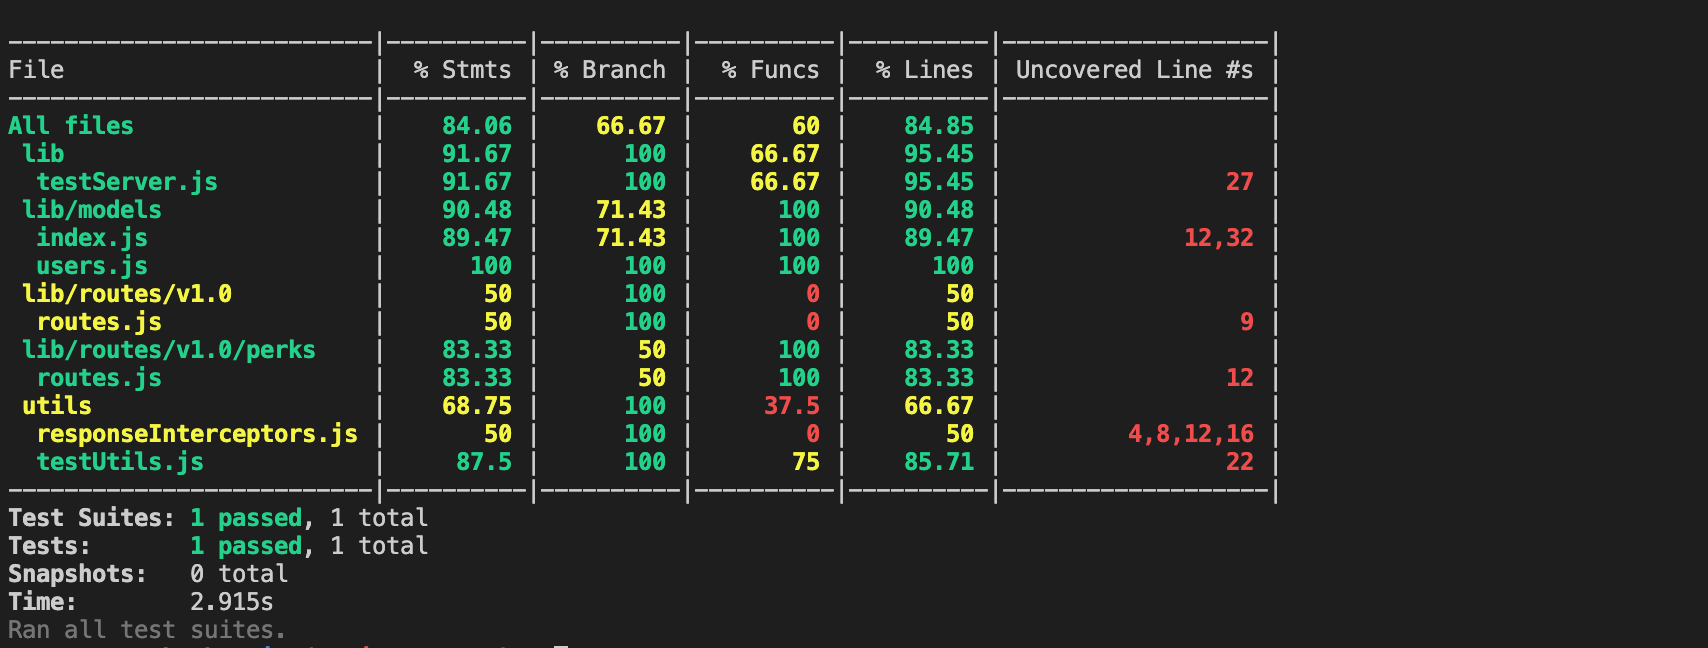 File | % Stmts | % Branch | % Funcs | % Lines | Uncovered Line #s |
All files | 84.06 | 66.67 | 60 | 84.85 | |
lib | 91.67 | 100 | 66.67 | 95.45 | |
testServer.js | 91.67 | 100 | 66.67 | 95.45 | 27 |
lib/models | 90.48 | 71.43 | 100 | 90.48 | |
index.js | 89.47 | 71.43 | 100 | 89.47 | 12,32 |
users.js | 100 | 100 | 100 | 100 | |
lib/routes/v1.0 | 50 | 100 | 0 | 50 | |
routes.js | 50 | 100 | 0 | 50 | 9 |
lib/routes/v1.0/perks | 83.33 | 50 | 100 | 83.33 | |
routes.js | 83.33 | 50 | 100 | 83.33 | 12 |
utils | 68.75 | 100 | 37.5 | 66.67 | |
responseInterceptors.js | 50 | 100 | 0 | 50 | 4,8,12,16 |
testUtils.js | 87.5 | 100 | 75 | 85.71 | 22 |
Test Suites: 1 passed, 1 total
Tests: 1 passed, 1 total
Snapshots: 0 total
Time: 2.915s
Ran all test suites.